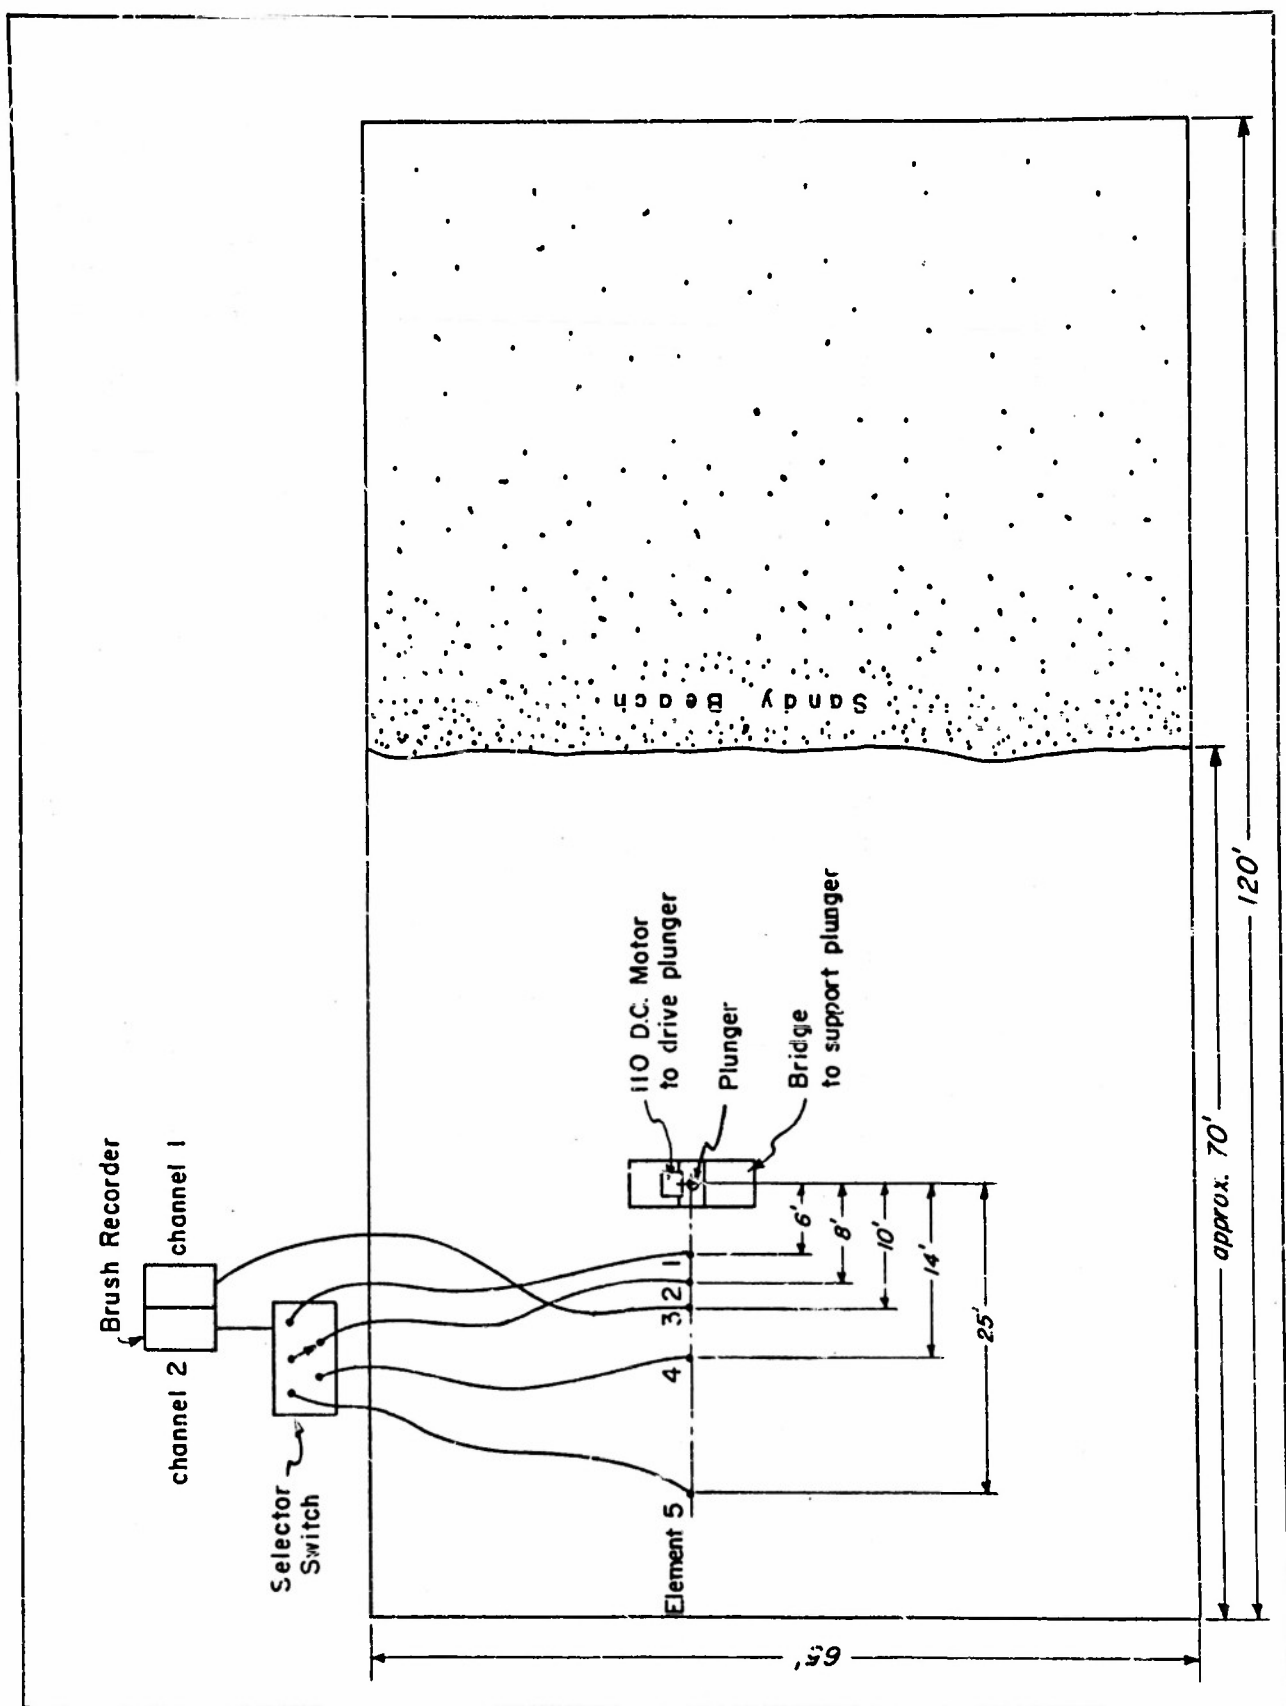 Brush Recorder
channel 2
channel 1
Selector
Switch
110 D.C. Motor
to drive plunger
Plunger
Bridge
to support plunger
Sandy Beach
Element 5
4
3
2
1
6'
8'
10'
14'
25'
65'
approx. 70'
120'